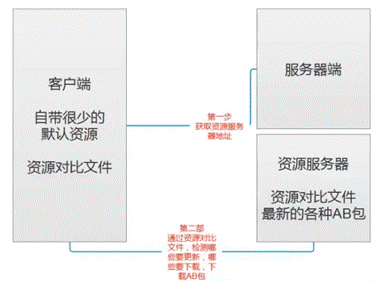 客户端
自带很少的
默认资源
资源对比文件
服务器端
第一步
获取资源服务
器地址
资源服务器
资源对比文件
最新的各种AB包
第二部
通过资源对比
文件，检测哪
些要更新，哪
些要下载，下
载AB包